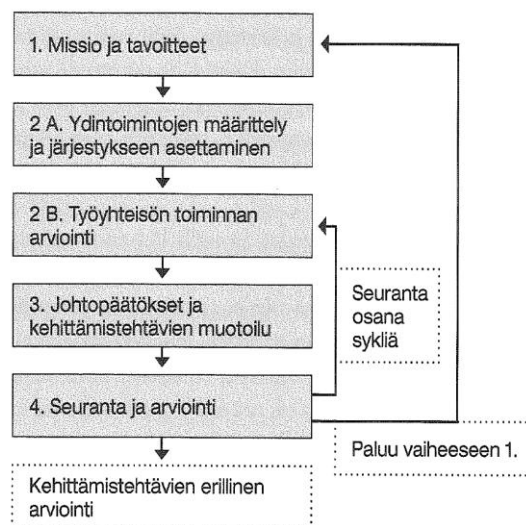 1. Missio ja tavoitteet
2 A. Ydintoimintojen määrittely
ja järjestykseen asettaminen
2 B. Työyhteisön toiminnan
arviointi
3. Johtopäätökset ja
kehittämistehtävien muotoilu
Seuranta
osana
sykliä
4. Seuranta ja arviointi
Paluu vaiheeseen 1.
Kehittämistehtävien erillinen
arviointi